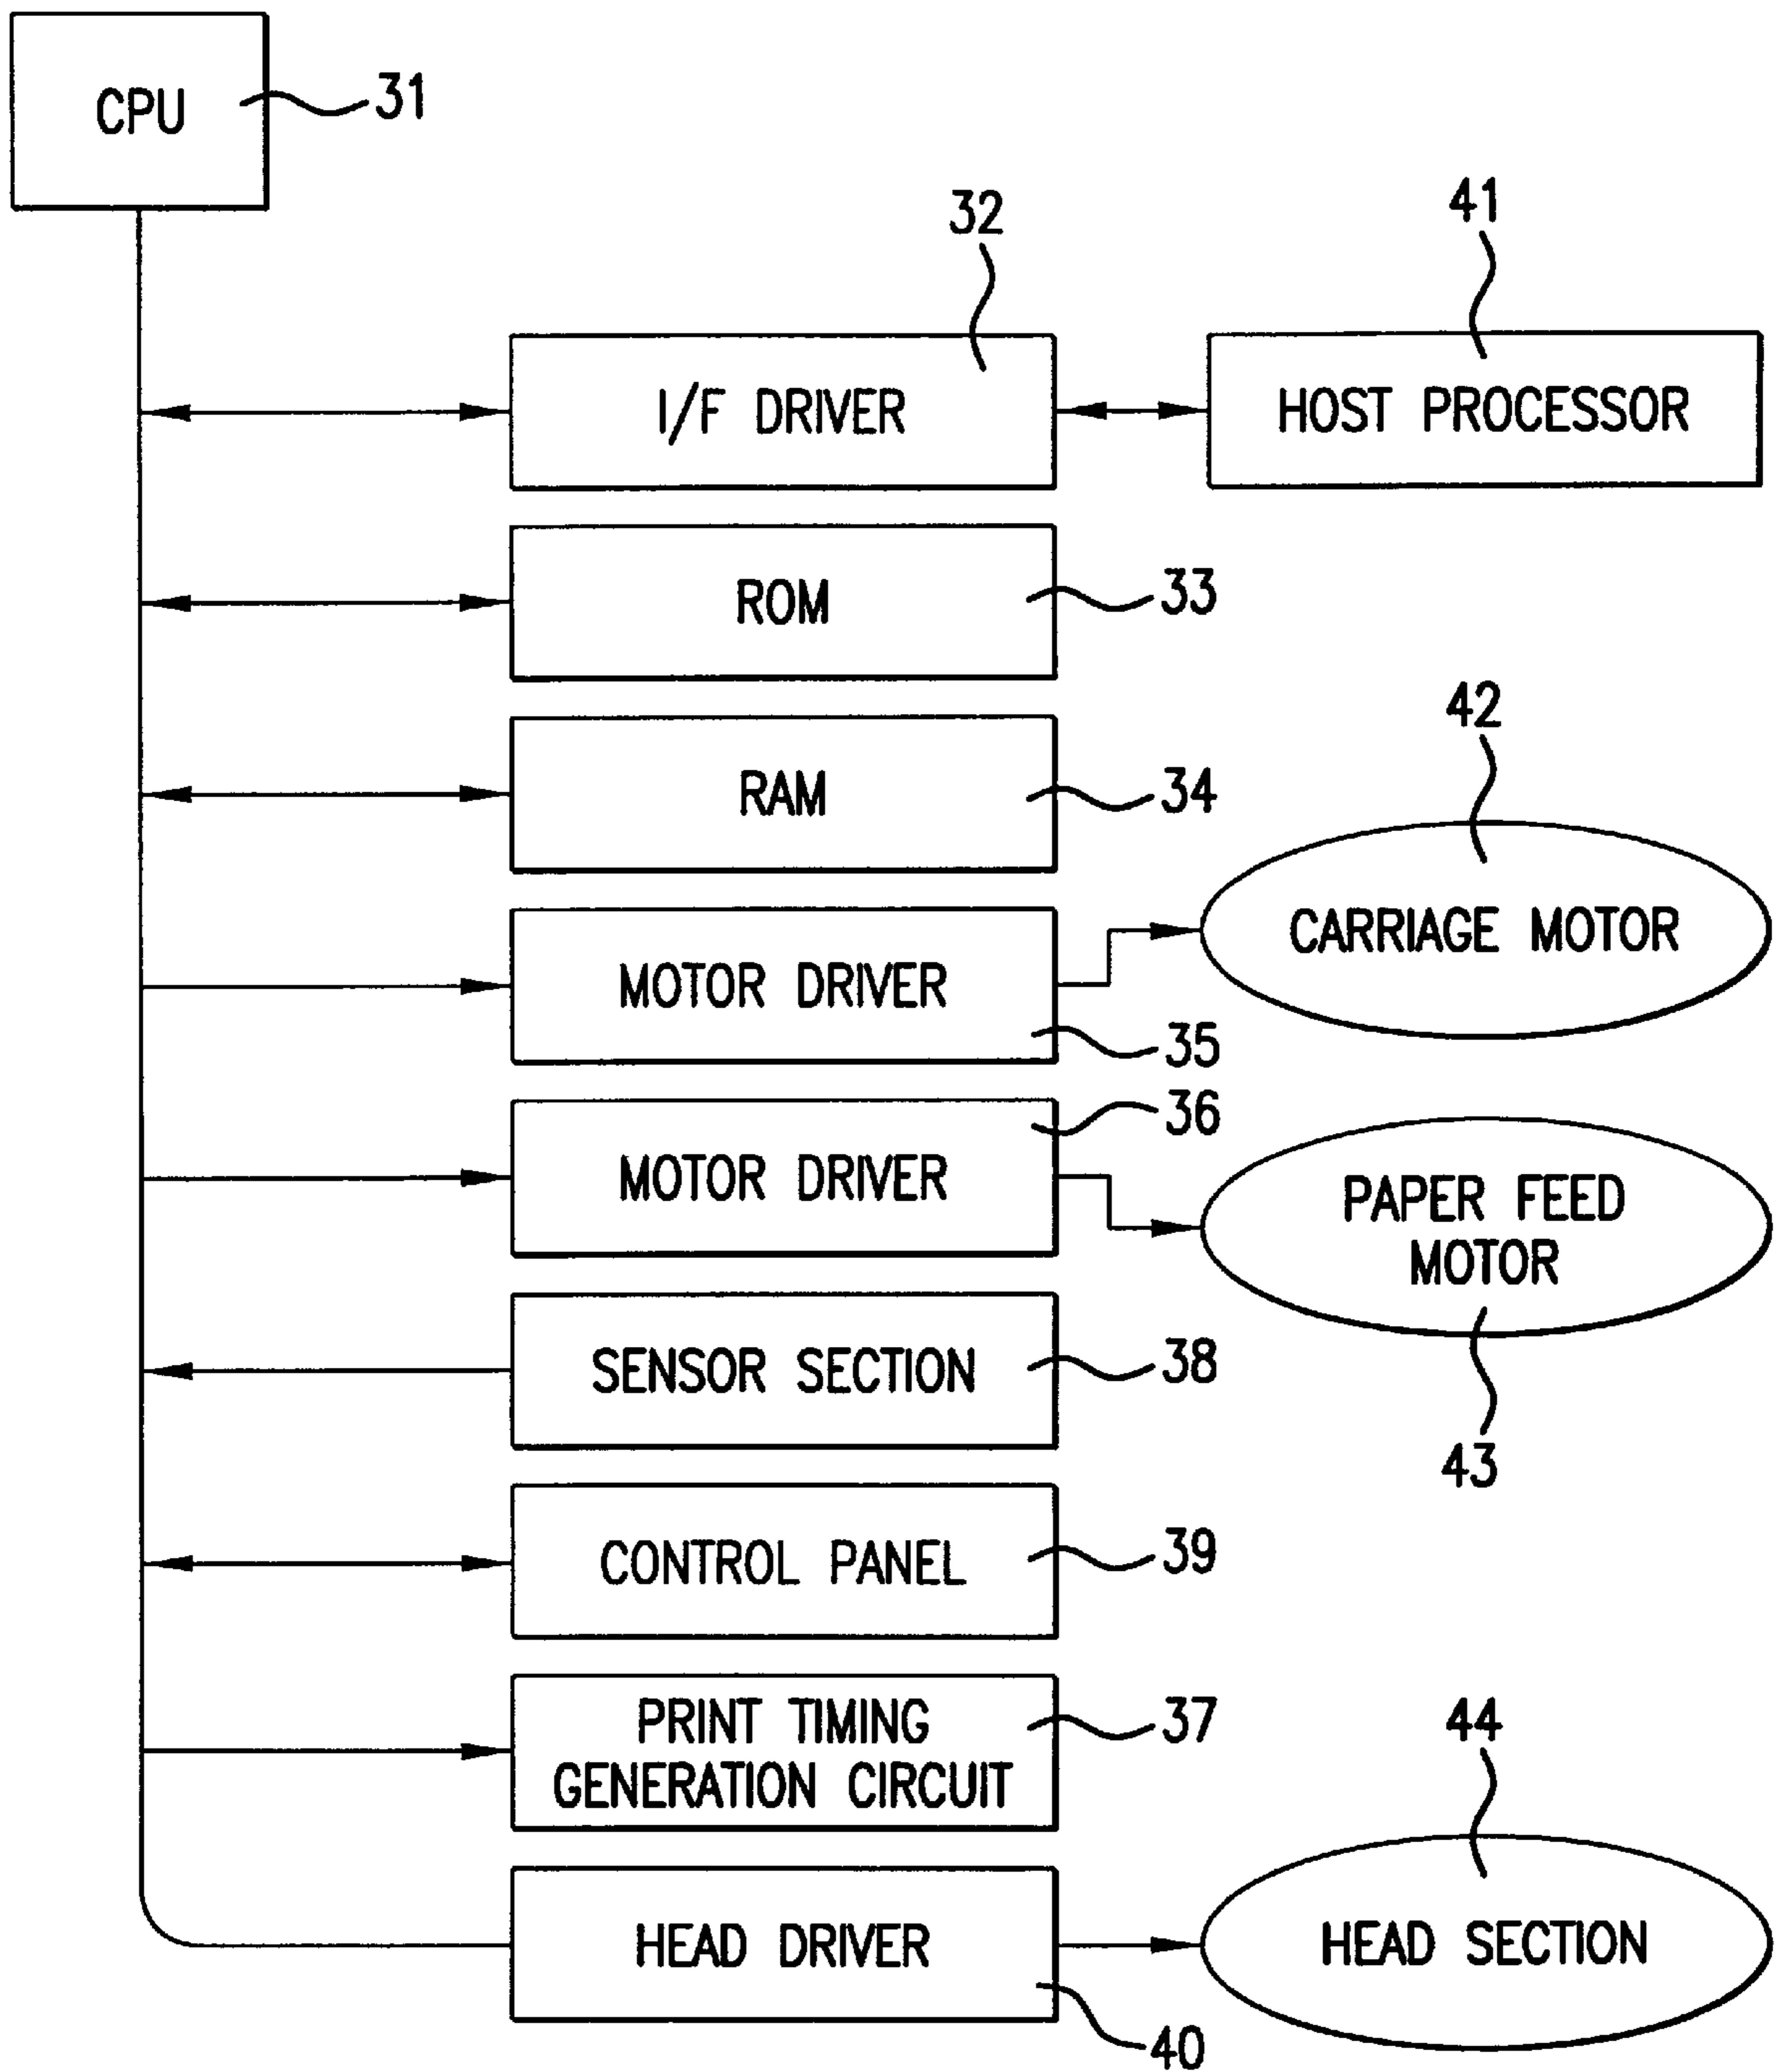 CPU
31
32
41
I/F DRIVER
HOST PROCESSOR
ROM
33
42
RAM
34
CARRIAGE MOTOR
MOTOR DRIVER
35
36
MOTOR DRIVER
PAPER FEED
MOTOR
SENSOR SECTION
38
43
CONTROL PANEL
39
PRINT TIMING
GENERATION CIRCUIT
37
44
HEAD DRIVER
HEAD SECTION
40